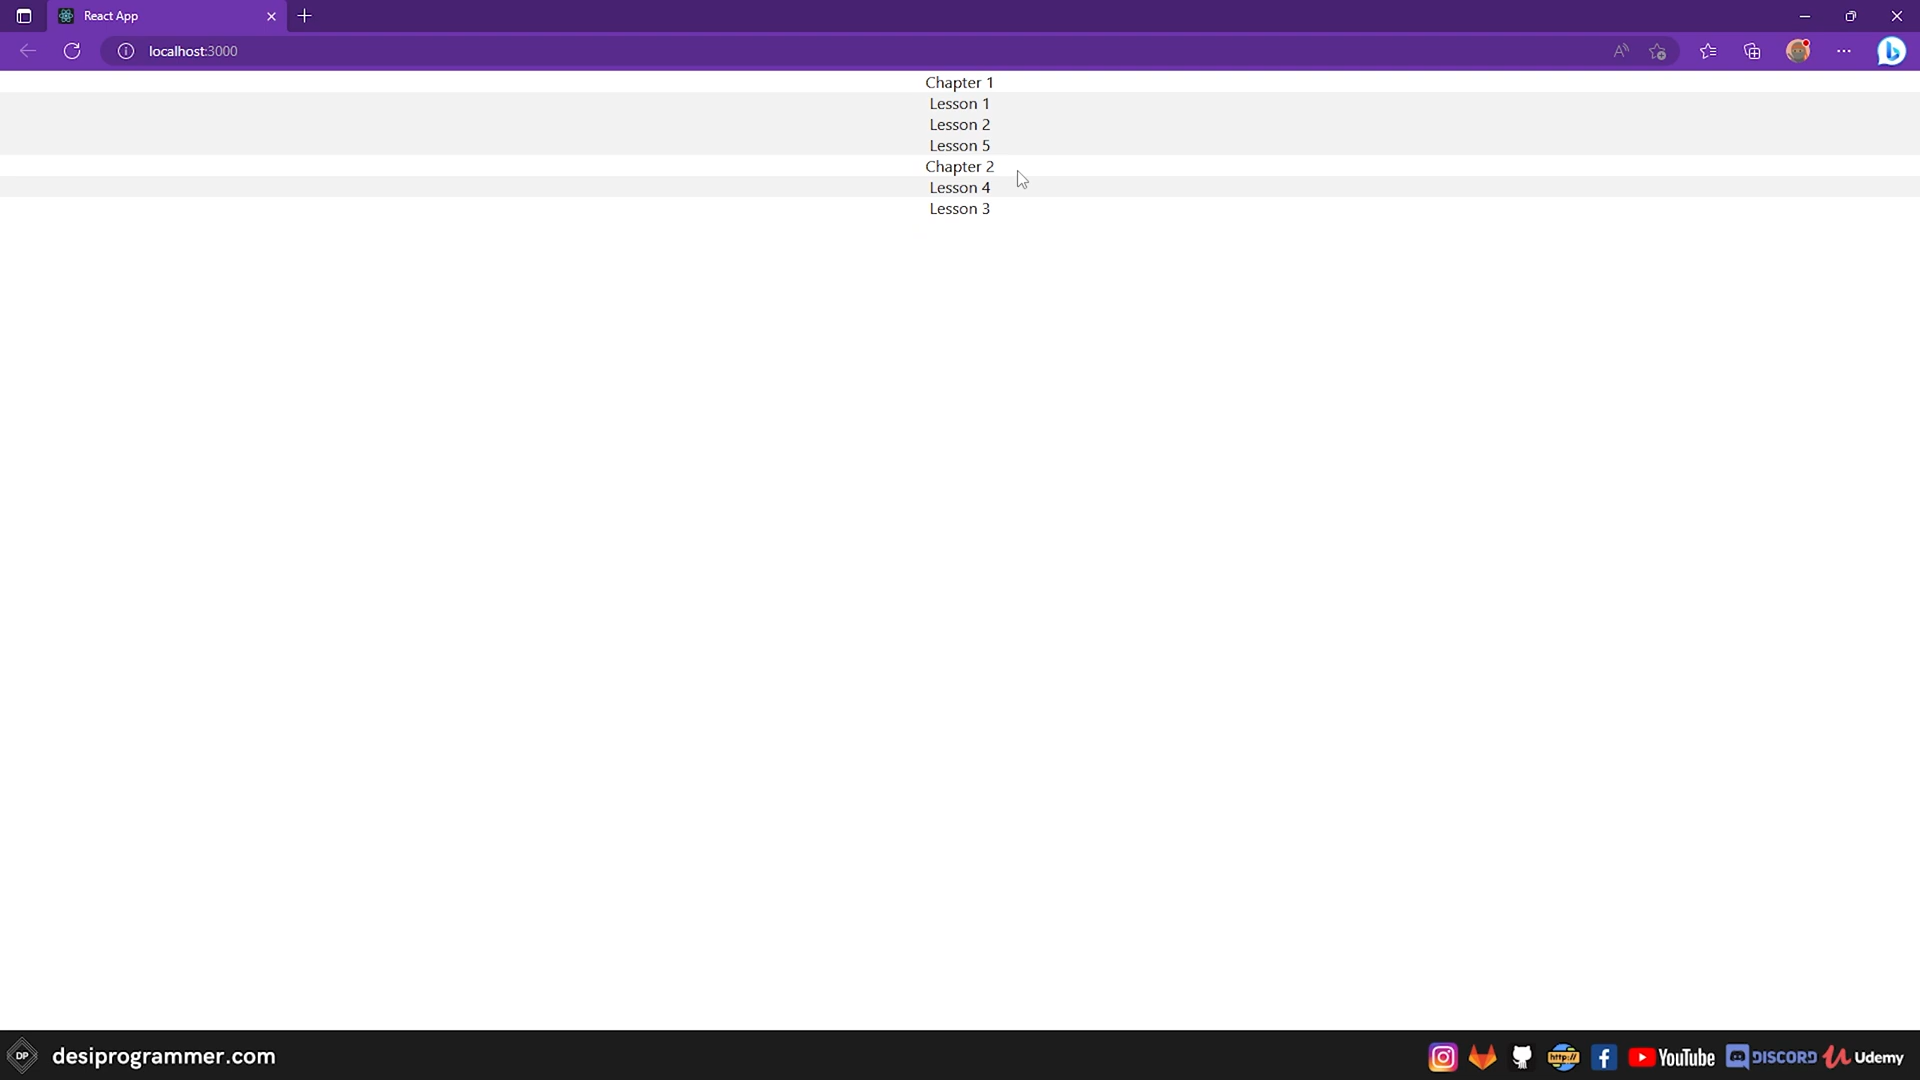 React App
localhost:3000
Chapter 1
Lesson 1
Lesson 2
Lesson 5
Chapter 2
Lesson 4
Lesson 3
DP desiprogrammer.com
http:// YouTube DISCORD Udemy